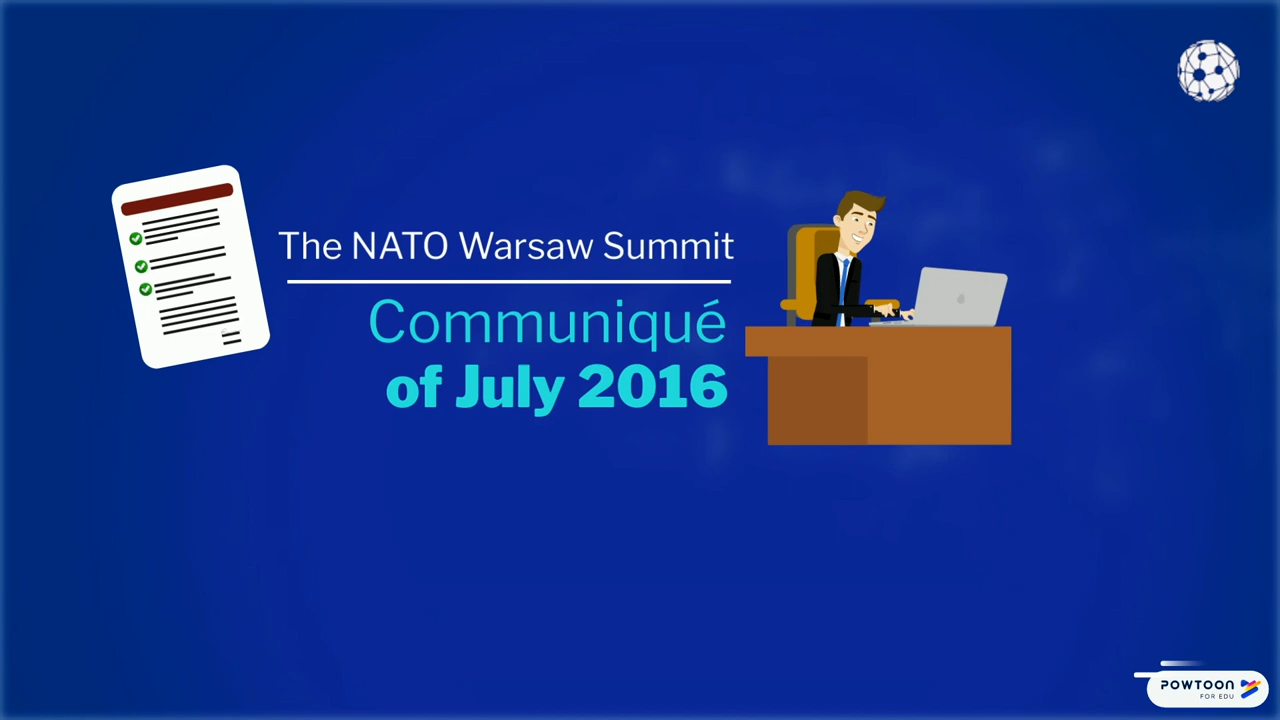 The NATO Warsaw Summit
Communiqué
of July 2016
POWTOON
FOR EDU